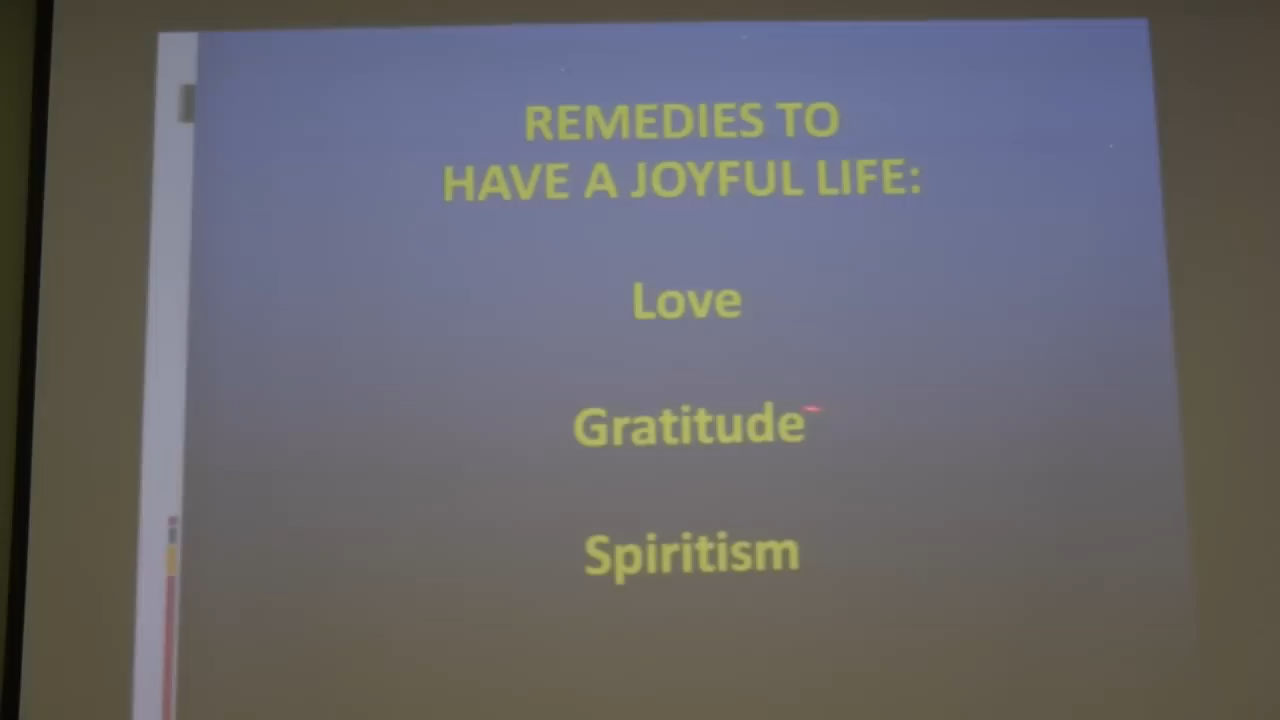 REMEDIES TO
HAVE A JOYFUL LIFE:
Love
Gratitude
Spiritism